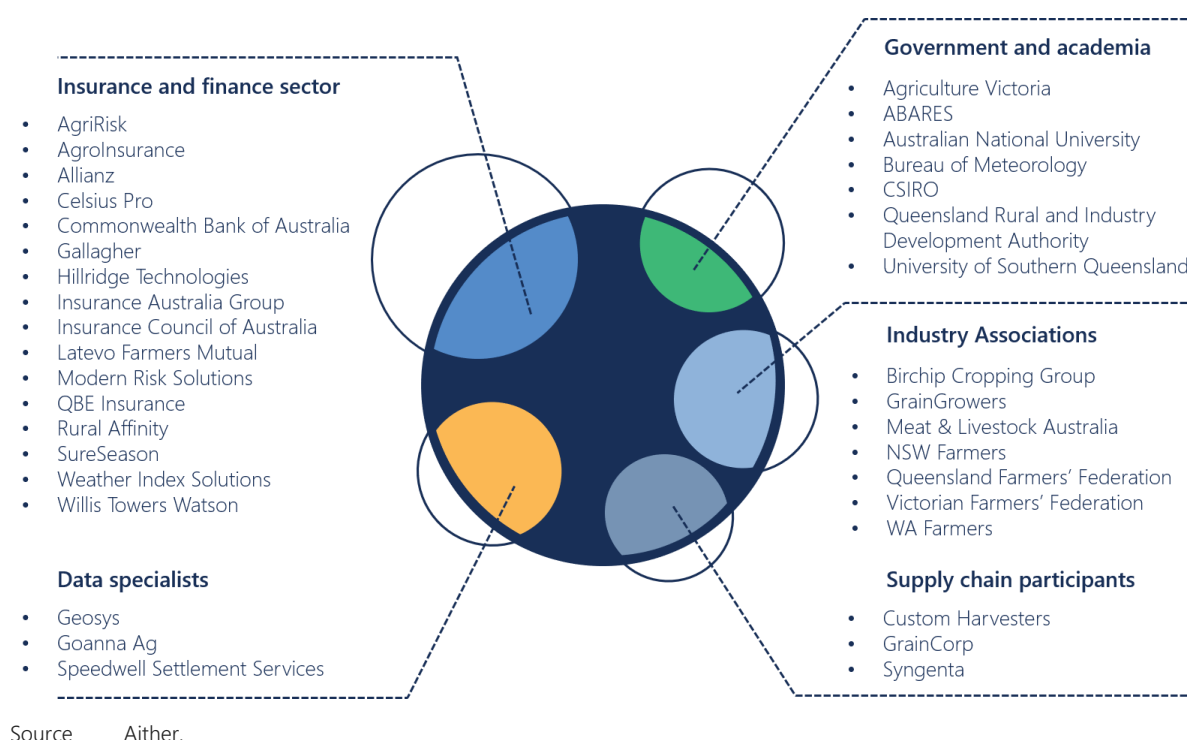 Insurance and finance sector
• AgriRisk
• AgroInsurance
• Allianz
• Celsius Pro
• Commonwealth Bank of Australia
• Gallagher
• Hillridge Technologies
• Insurance Australia Group
• Insurance Council of Australia
• Latevo Farmers Mutual
• Modern Risk Solutions
• QBE Insurance
• Rural Affinity
• SureSeason
• Weather Index Solutions
• Willis Towers Watson
Data specialists
• Geosys
• Goanna Ag
• Speedwell Settlement Services
Government and academia
• Agriculture Victoria
• ABARES
• Australian National University
• Bureau of Meteorology
• CSIRO
• Queensland Rural and Industry
Development Authority
• University of Southern Queensland
Industry Associations
• Birchip Cropping Group
• GrainGrowers
• Meat & Livestock Australia
• NSW Farmers
• Queensland Farmers’ Federation
• Victorian Farmers’ Federation
• WA Farmers
Supply chain participants
• Custom Harvesters
• GrainCorp
• Syngenta
Source Aither.